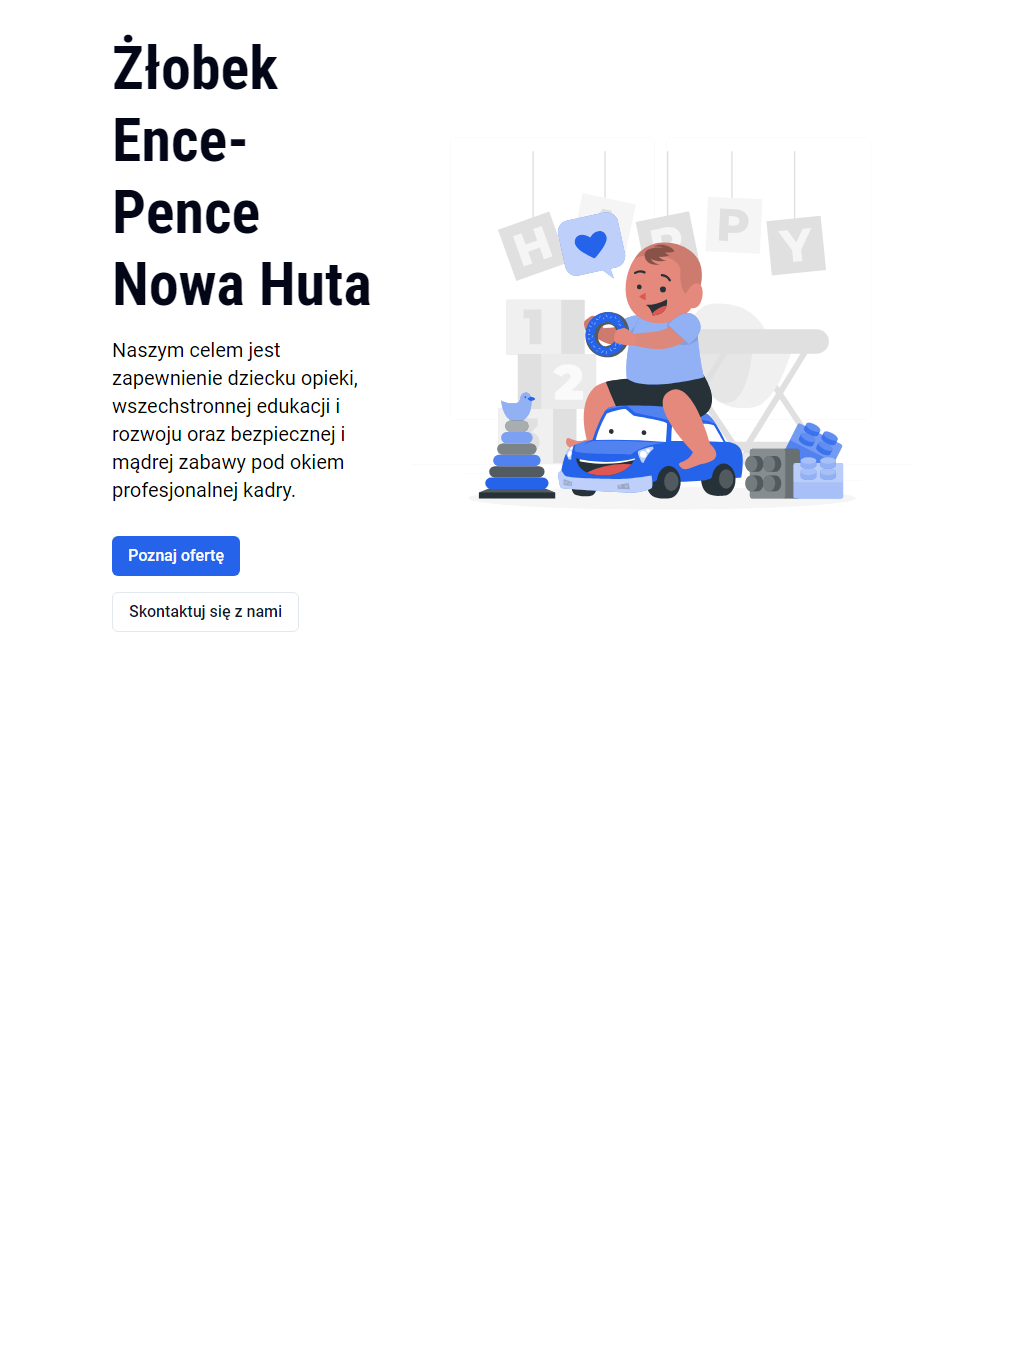 Żłobek
Ence-
Pence
Nowa Huta
Naszym celem jest
zapewnienie dziecku opieki,
wszechstronnej edukacji i
rozwoju oraz bezpiecznej i
mądrej zabawy pod okiem
profesjonalnej kadry.
Poznaj ofertę
Skontaktuj się z nami
H P P Y
1
2
3